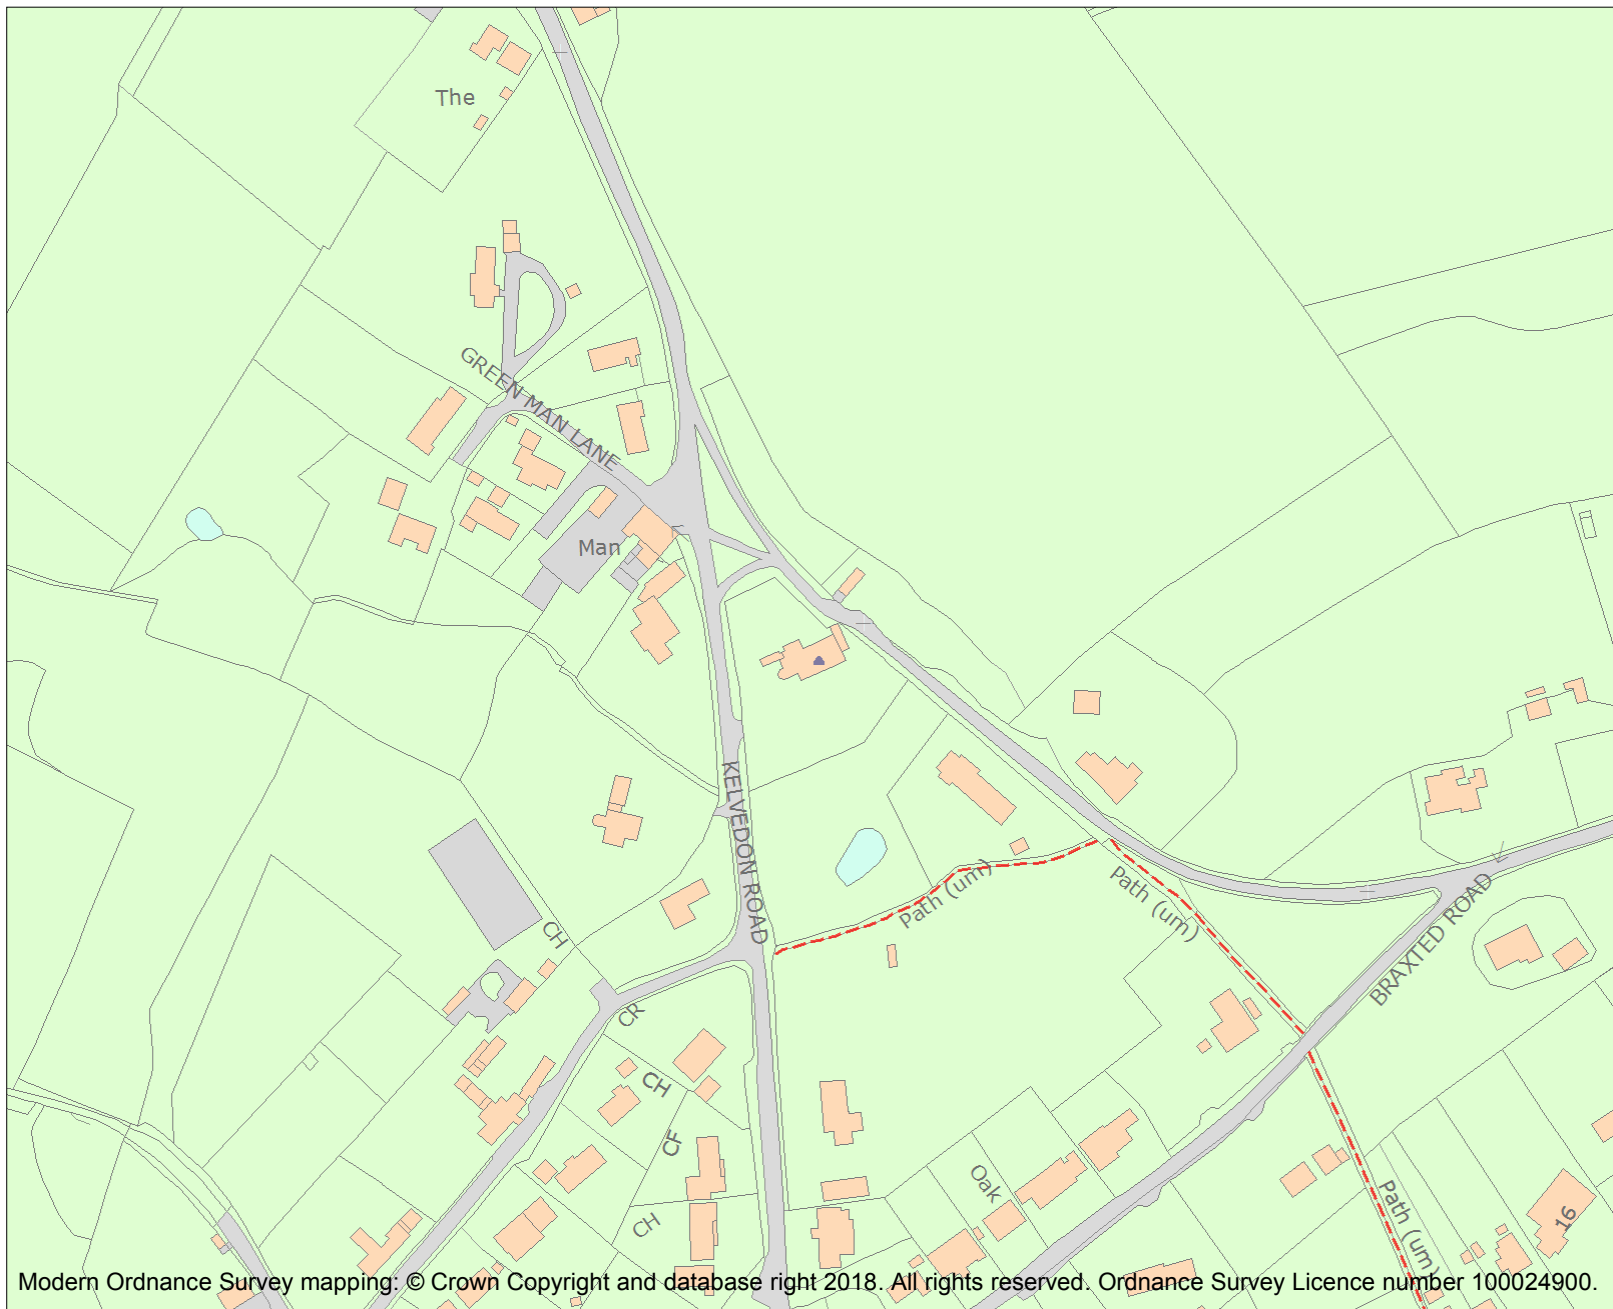 The
GREEN MAN LANE
Man
KELVEDON ROAD
Path (um)
Path (um)
BRAXTED ROAD
CH
CR
CH
CF
Oak
CH
Path (um)
16
Modern Ordnance Survey mapping: © Crown Copyright and database right 2018. All rights reserved. Ordnance Survey Licence number 100024900.